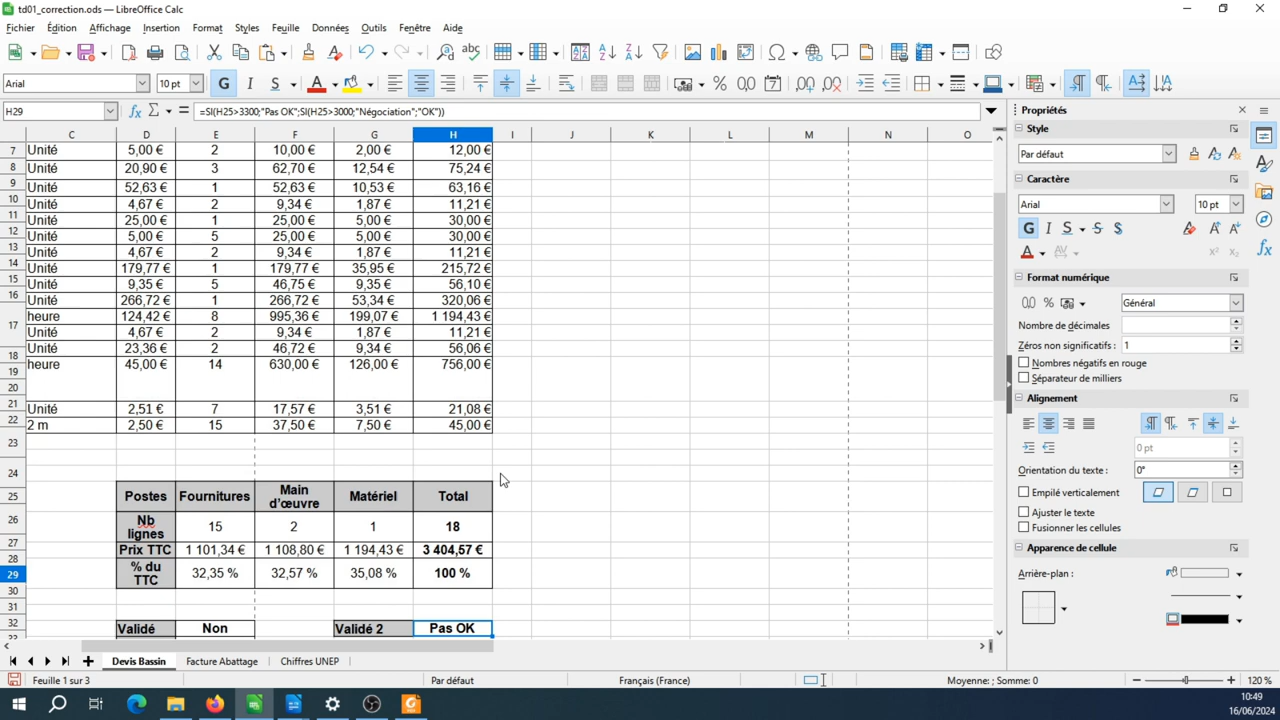 td01_correction.ods — LibreOffice Calc
Fichier Édition Affichage Insertion Format Styles Feuille Données Outils Fenêtre Aide
Arial 10 pt G I S A
H29 =SI(H25>3300;"Pas OK";SI(H25>3000;"Négociation";"OK"))
C D E F G H I J K L M N O
7 Unité 5,00 € 2 10,00 € 2,00 € 12,00 €
8 Unité 20,90 € 3 62,70 € 12,54 € 75,24 €
9 Unité 52,63 € 1 52,63 € 10,53 € 63,16 €
10 Unité 4,67 € 2 9,34 € 1,87 € 11,21 €
11 Unité 25,00 € 1 25,00 € 5,00 € 30,00 €
12 Unité 5,00 € 5 25,00 € 5,00 € 30,00 €
13 Unité 4,67 € 2 9,34 € 1,87 € 11,21 €
14 Unité 179,77 € 1 179,77 € 35,95 € 215,72 €
15 Unité 9,35 € 5 46,75 € 9,35 € 56,10 €
16 Unité 266,72 € 1 266,72 € 53,34 € 320,06 €
17 heure 124,42 € 8 995,36 € 199,07 € 1 194,43 €
Unité 4,67 € 2 9,34 € 1,87 € 11,21 €
18 Unité 23,36 € 2 46,72 € 9,34 € 56,06 €
19 heure 45,00 € 14 630,00 € 126,00 € 756,00 €
20
21 Unité 2,51 € 7 17,57 € 3,51 € 21,08 €
22 2 m 2,50 € 15 37,50 € 7,50 € 45,00 €
23
24
25 Postes Fournitures Main d'œuvre Matériel Total
26 Nb lignes 15 2 1 18
27 Prix TTC 1 101,34 € 1 108,80 € 1 194,43 € 3 404,57 €
28
29 % du TTC 32,35 % 32,57 % 35,08 % 100 %
30
31
32 Validé Non Validé 2 Pas OK
33
Devis Bassin Facture Abattage Chiffres UNEP
Feuille 1 sur 3 Par défaut Français (France) Moyenne: ; Somme: 0 120 %
Propriétés
Style
Par défaut
Caractère
Arial 10 pt
G I S S S
A AV
Format numérique
0,0 % Général
Nombre de décimales
Zéros non significatifs : 1
Nombres négatifs en rouge
Séparateur de milliers
Alignement
0 pt
Orientation du texte : 0°
Empilé verticalement
Ajuster le texte
Fusionner les cellules
Apparence de cellule
Arrière-plan :
10:49
16/06/2024